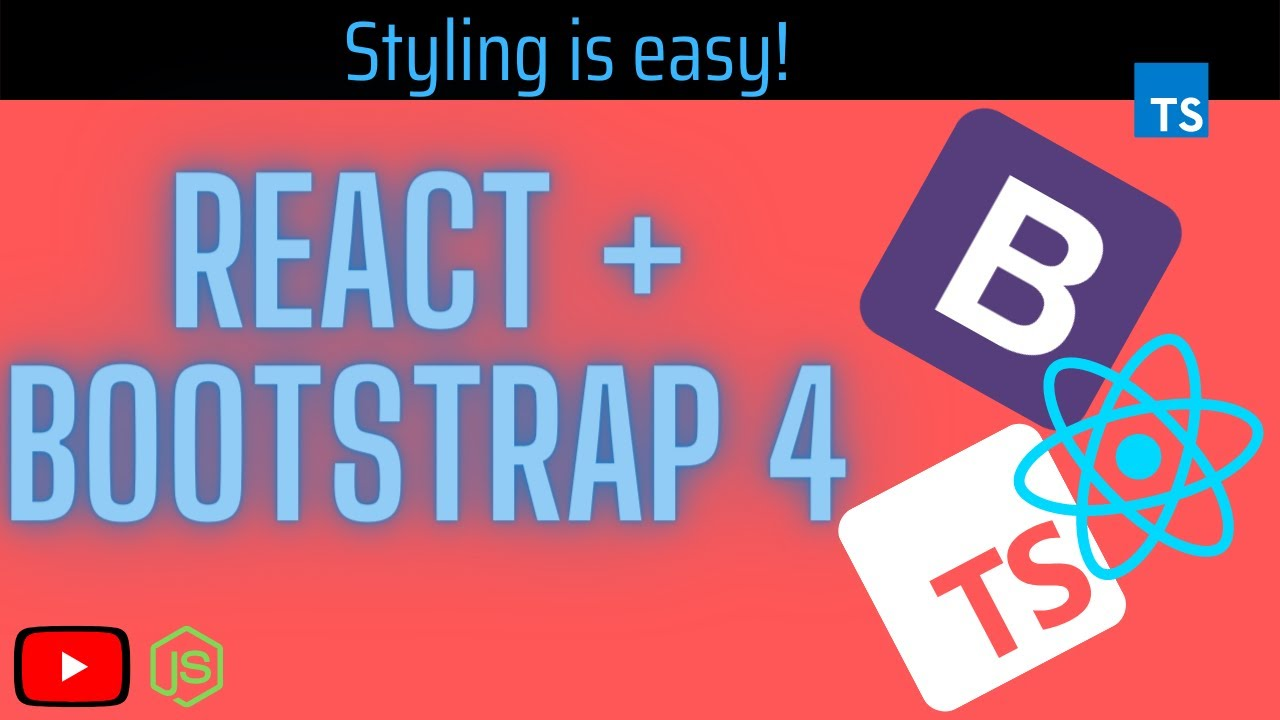 Styling is easy!
TS
REACT +
B
BOOTSTRAP 4
TS
JS